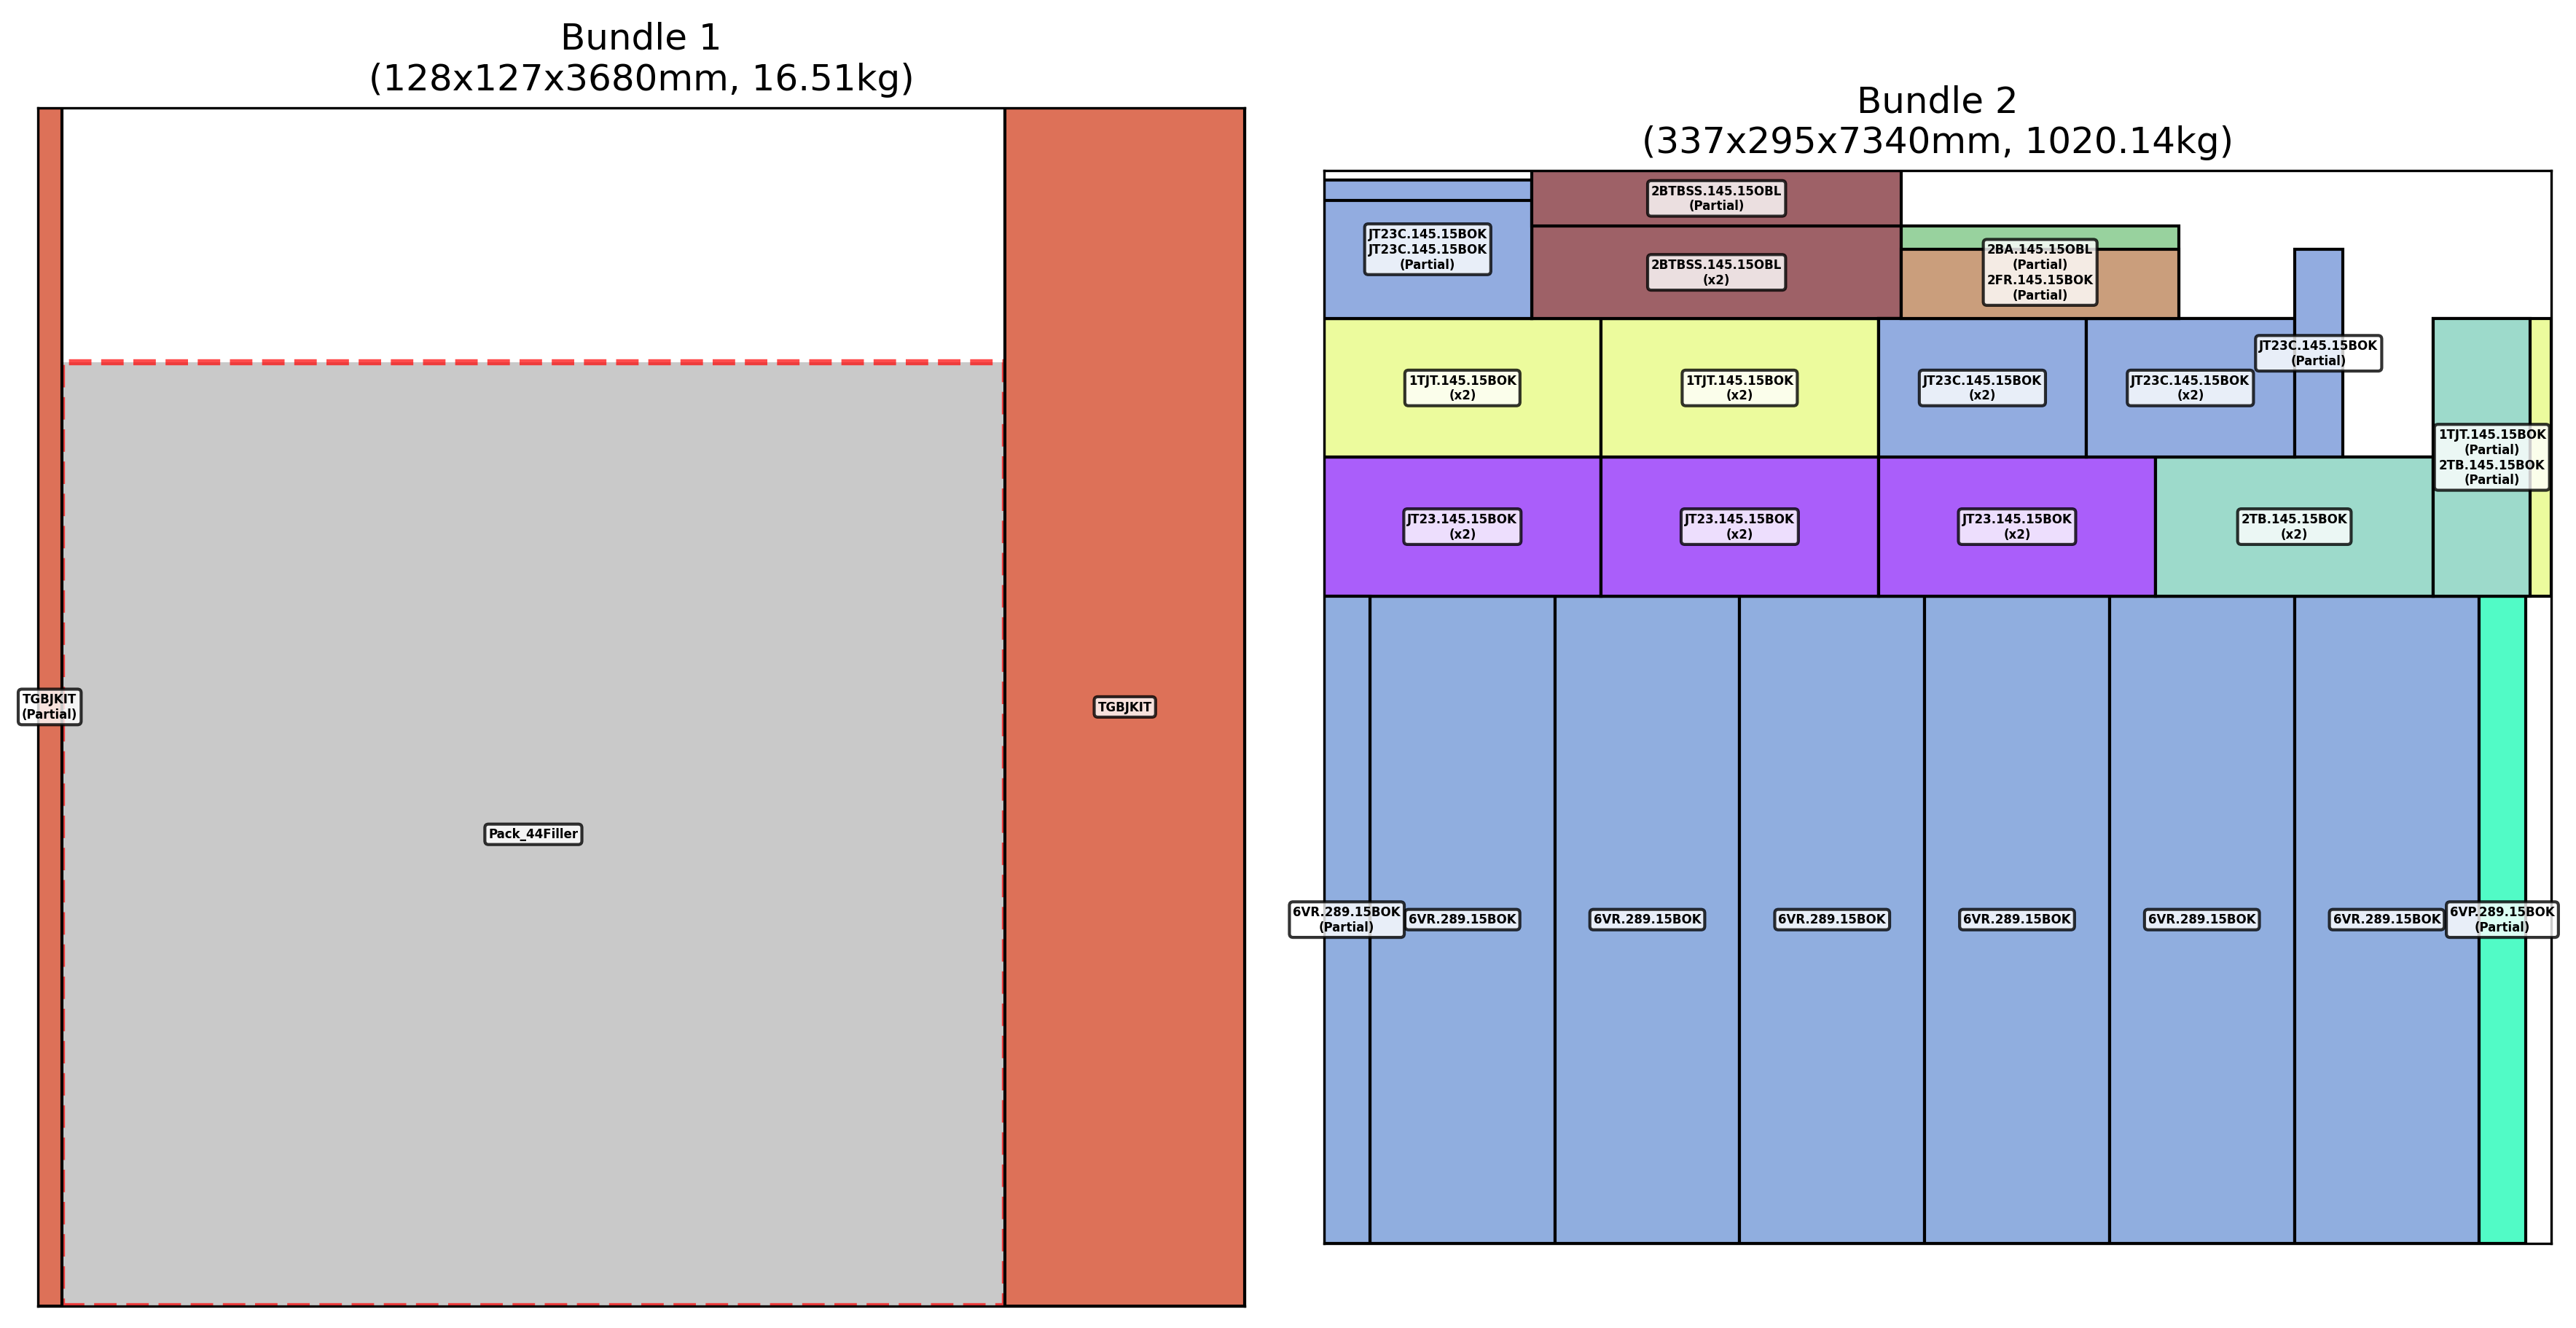 Bundle 1
(128x127x3680mm, 16.51kg)
TGBJKIT
(Partial)
Pack_44Filler
TGBJKIT
Bundle 2
(337x295x7340mm, 1020.14kg)
JT23C.145.15BOK
JT23C.145.15BOK
(Partial)
2BTBSS.145.15OBL
(Partial)
2BTBSS.145.15OBL
(x2)
2BA.145.15OBL
(Partial)
2FR.145.15BOK
(Partial)
1TJT.145.15BOK
(x2)
1TJT.145.15BOK
(x2)
JT23C.145.15BOK
(x2)
JT23C.145.15BOK
(x2)
JT23C.145.15BOK
(Partial)
1TJT.145.15BOK
(Partial)
2TB.145.15BOK
(Partial)
JT23.145.15BOK
(x2)
JT23.145.15BOK
(x2)
JT23.145.15BOK
(x2)
2TB.145.15BOK
(x2)
6VR.289.15BOK
(Partial)
6VR.289.15BOK
6VR.289.15BOK
6VR.289.15BOK
6VR.289.15BOK
6VR.289.15BOK
6VR.289.15BOK
6VP.289.15BOK
(Partial)